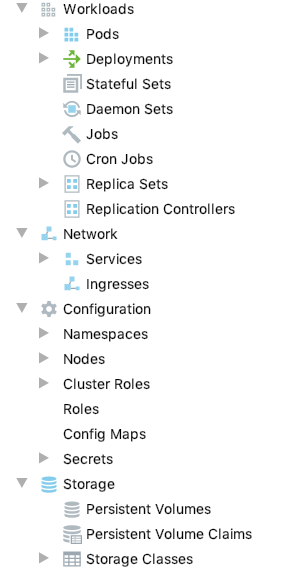 Workloads
Pods
Deployments
Stateful Sets
Daemon Sets
Jobs
Cron Jobs
Replica Sets
Replication Controllers
Network
Services
Ingresses
Configuration
Namespaces
Nodes
Cluster Roles
Roles
Config Maps
Secrets
Storage
Persistent Volumes
Persistent Volume Claims
Storage Classes